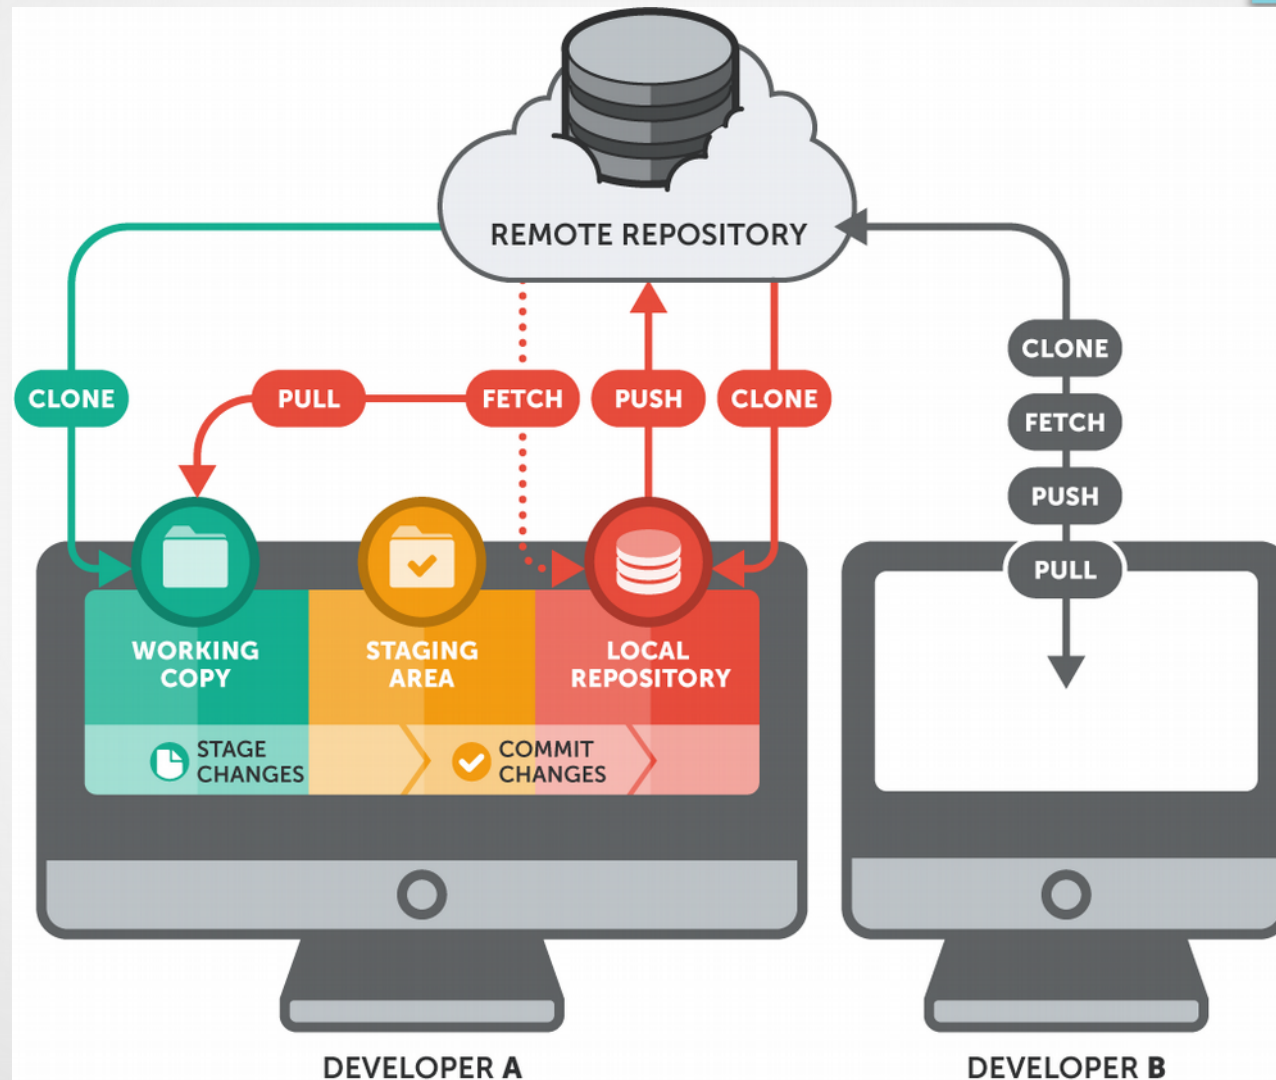 REMOTE REPOSITORY
CLONE
PULL
FETCH
PUSH
CLONE
CLONE
FETCH
PUSH
PULL
WORKING
COPY
STAGING
AREA
LOCAL
REPOSITORY
STAGE
CHANGES
COMMIT
CHANGES
DEVELOPER A
DEVELOPER B